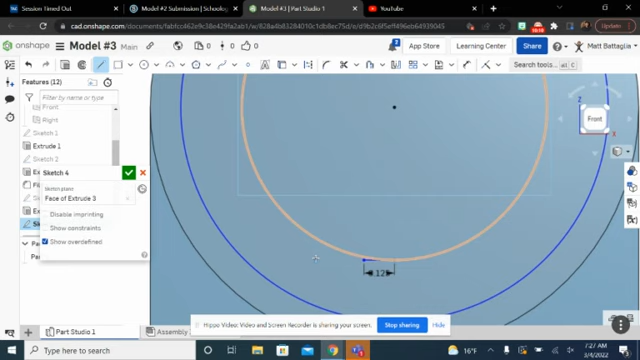 Session Timed Out
Model #2 Submission | Schoology
Model #3 | Part Studio 1
YouTube
cad.onshape.com/documents/
Update
onshape
Model #3
Main
2
App Store
Learning Center
Share
Matt Battaglia
Search tools...
Features (12)
Filter by name or type
Front
Right
Sketch 1
Extrude 1
Sketch 2
Sketch 4
Sketch plane
Face of Extrude 3
Disable imprinting
Show constraints
Show overdefined
Front
Z
X
Hippo Video: Video and Screen Recorder is sharing your screen.
Stop sharing
Hide
Part Studio 1
Assembly
Type here to search
16°F
7:27 AM
3/4/2022